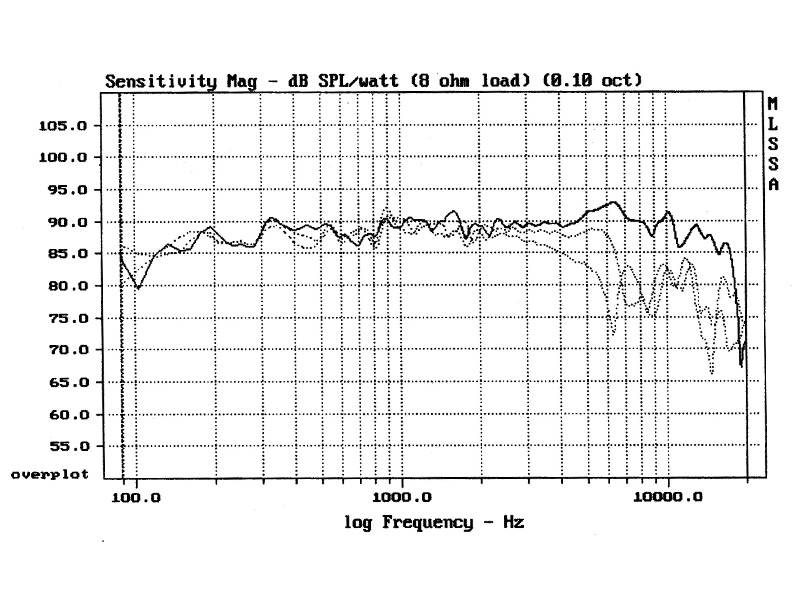 Sensitivity Mag - dB SPL/watt (8 ohm load) (0.10 oct)
M
L
S
S
A
105.0
100.0
95.0
90.0
85.0
80.0
75.0
70.0
65.0
60.0
55.0
overplot
100.0 1000.0 10000.0
log Frequency - Hz